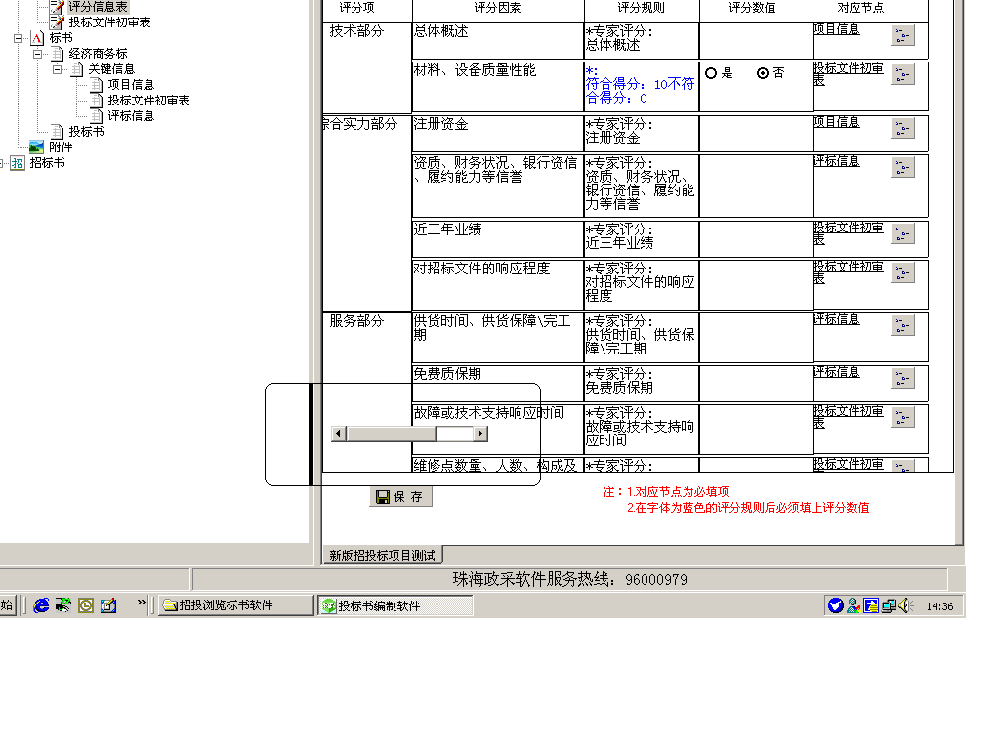 评分信息表
投标文件初审表
标书
经济商务标
关键信息
项目信息
投标文件初审表
评标信息
投标书
附件
招 招标书
评分项 评分因素 评分规则 评分数值 对应节点
技术部分 总体概述 *专家评分: 项目信息
总体概述
材料、设备质量性能 *: 是 否 投标文件初审
符合得分: 10不符 表
合得分: 0
综合实力部分 注册资金 *专家评分: 项目信息
注册资金
资质、财务状况、银行资信 *专家评分: 评标信息
、履约能力等信誉 资质、财务状况、
银行资信、履约能
力等信誉
近三年业绩 *专家评分: 投标文件初审
近三年业绩 表
对招标文件的响应程度 *专家评分: 投标文件初审
对招标文件的响应 表
程度
服务部分 供货时间、供货保障\完工 *专家评分: 评标信息
期 供货时间、供货保
障\完工期
免费质保期 *专家评分: 评标信息
免费质保期
故障或技术支持响应时间 *专家评分: 投标文件初审
故障或技术支持响 表
应时间
维修点数量、人数、构成及 *专家评分: 投标文件初审
保 存
注：1.对应节点为必填项
2.在字体为蓝色的评分规则后必须填上评分数值
新版招投标项目测试
珠海政采软件服务热线: 96000979
始 » 招投浏览标书软件 投标书编制软件 14:36